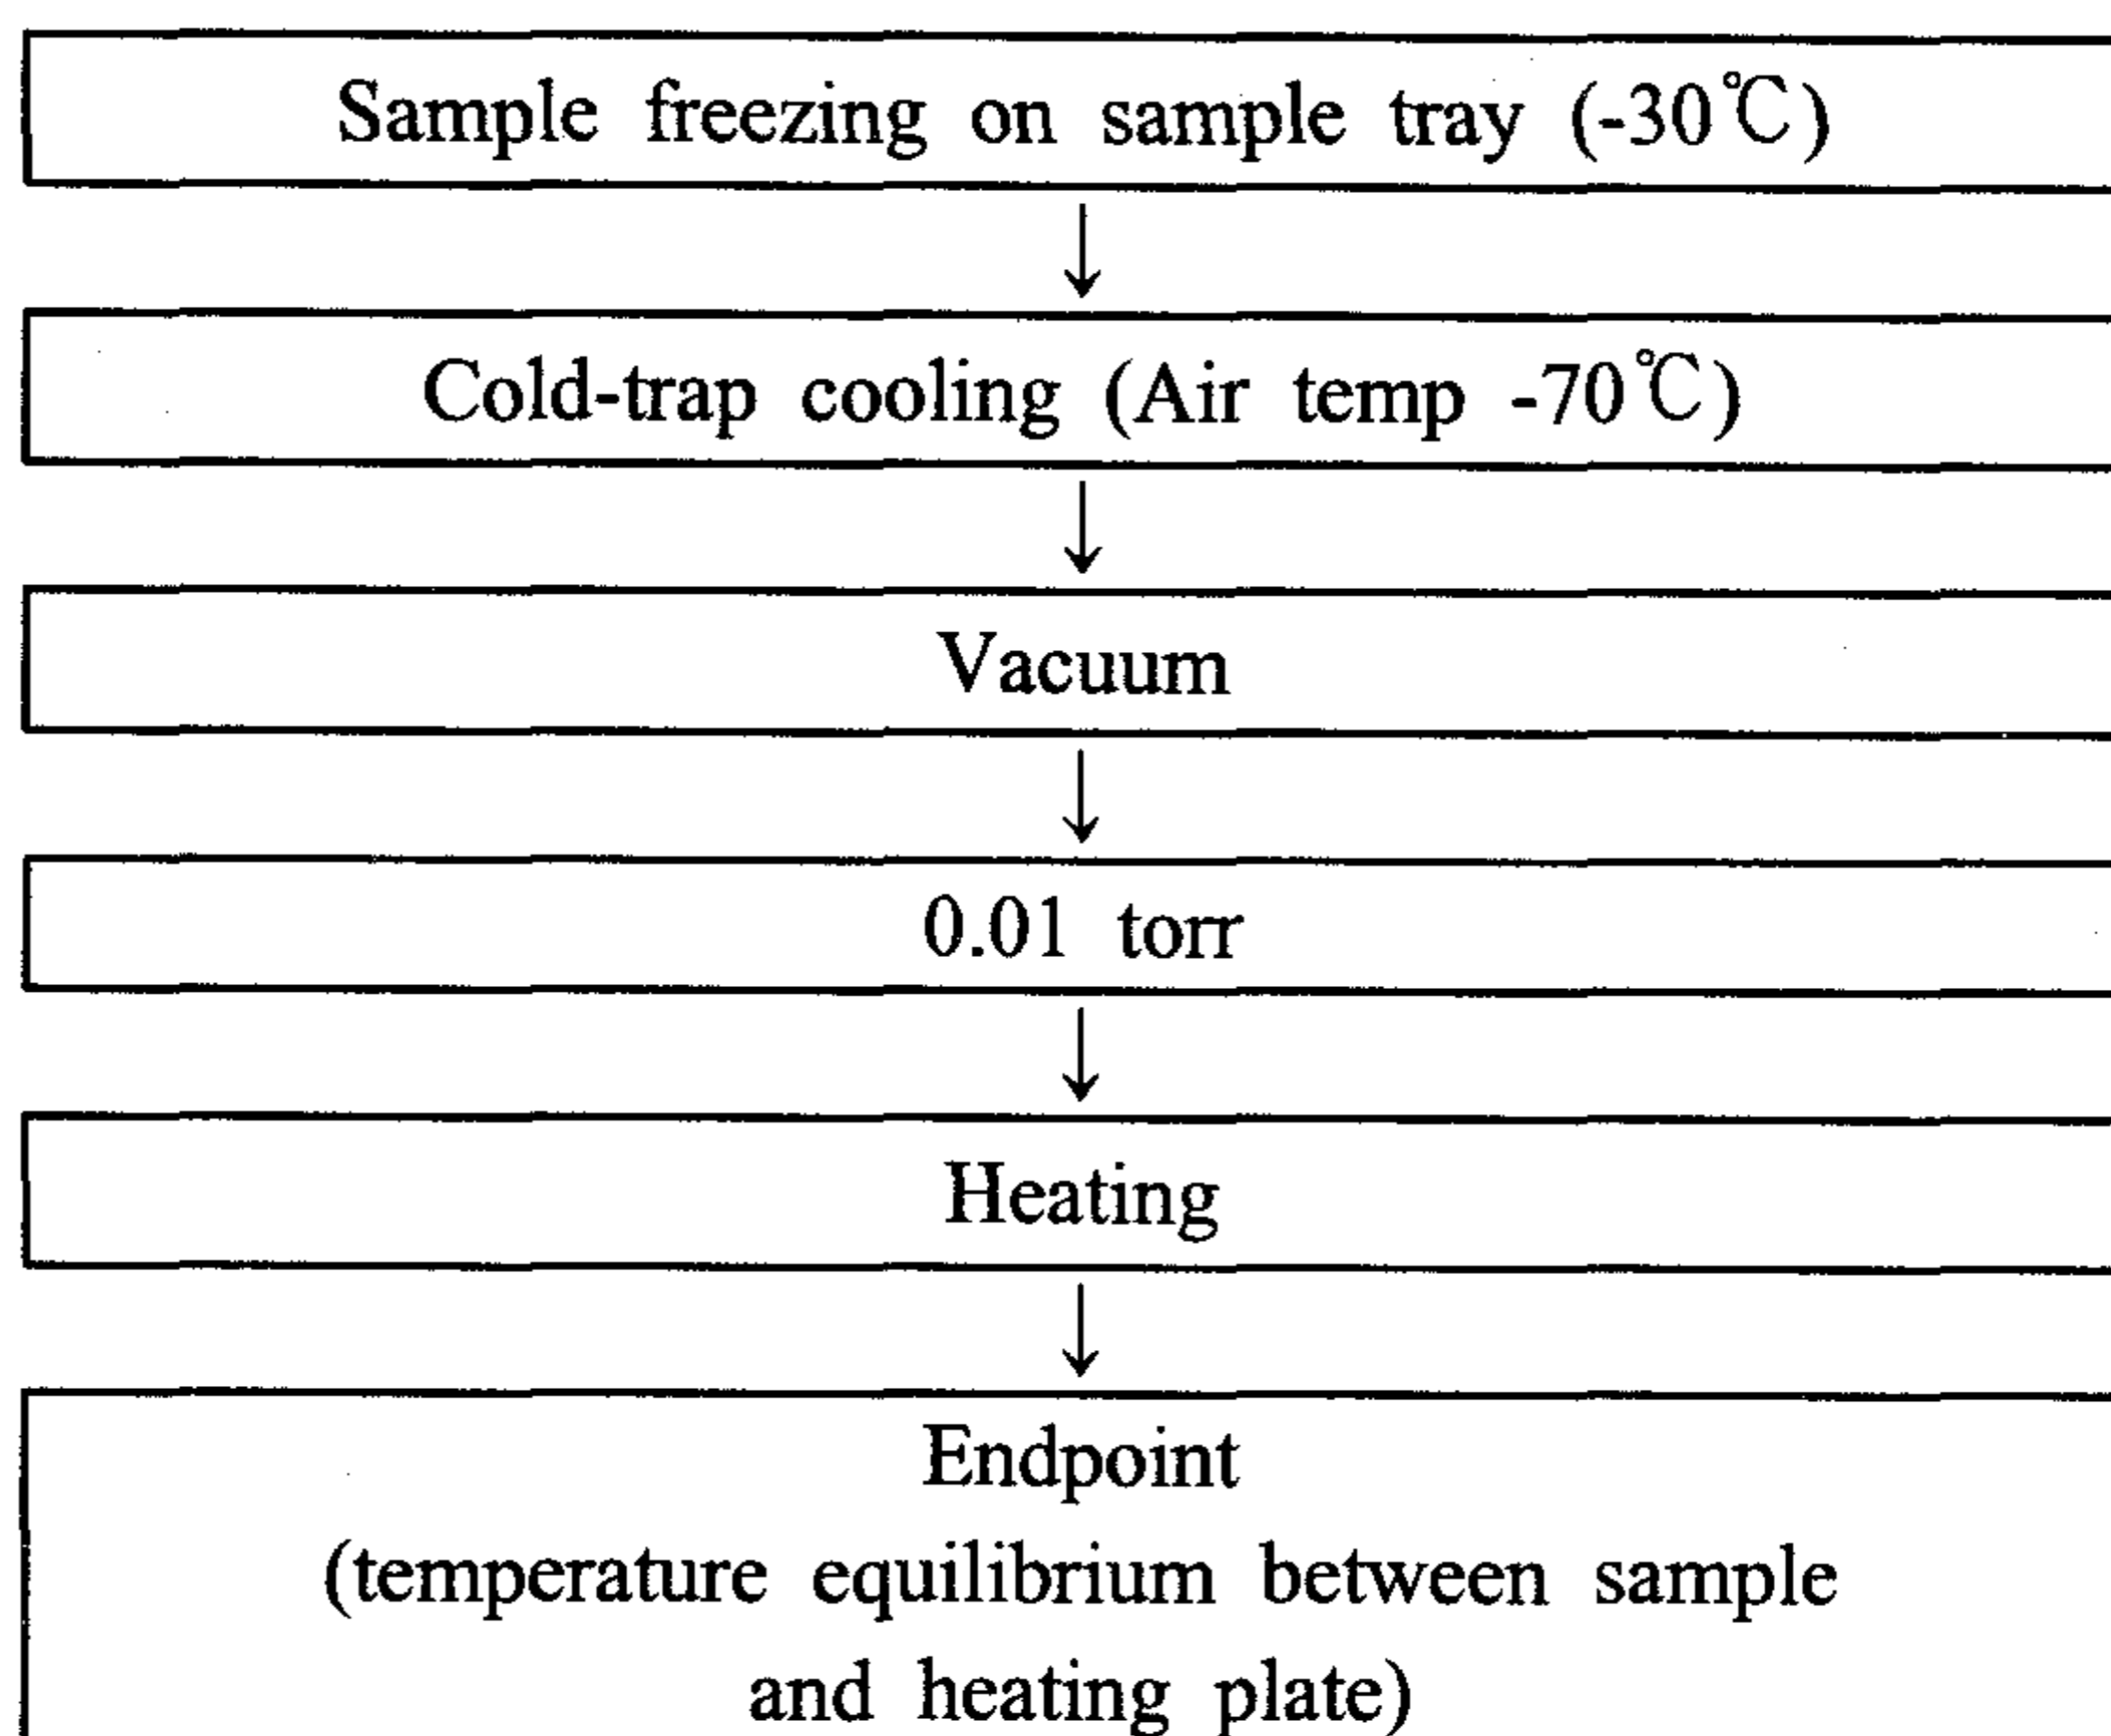 Sample freezing on sample tray (-30℃)
Cold-trap cooling (Air temp -70℃)
Vacuum
0.01 torr
Heating
Endpoint
(temperature equilibrium between sample
and heating plate)